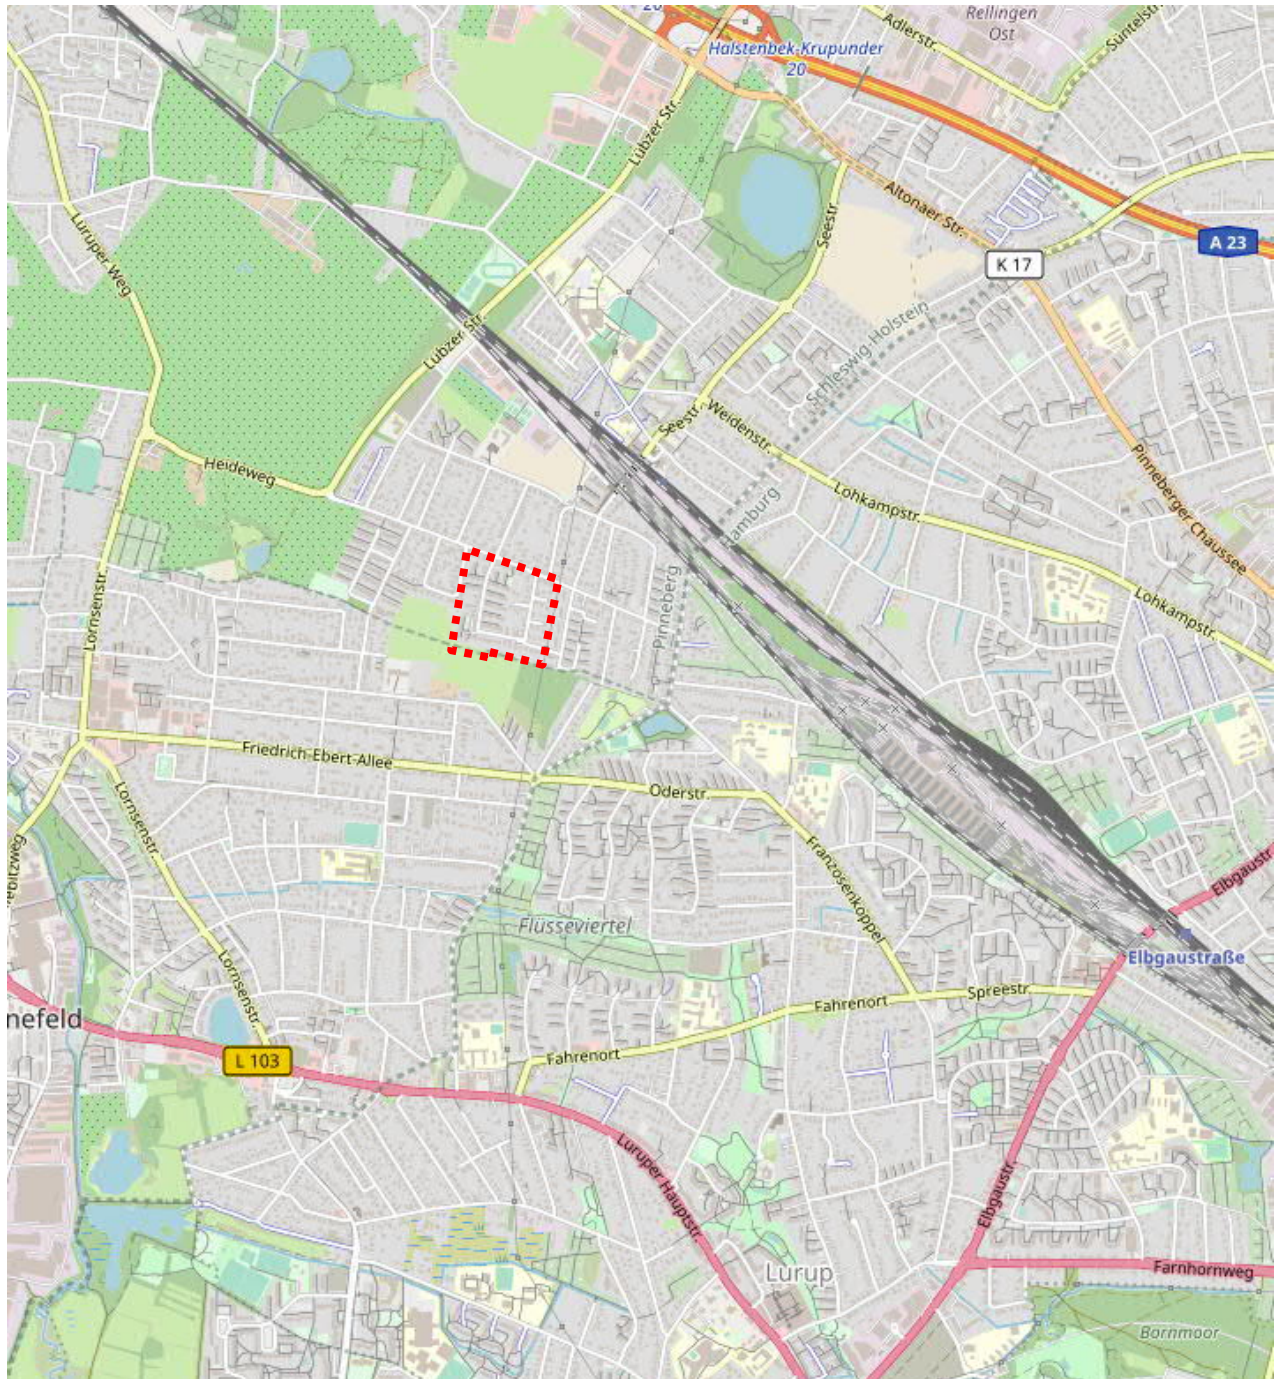 20
Rellingen
Ost
Adlerstr.
Süntelstr.
Halstenbek-Krupunder
20
Lübzer Str.
Altonaer Str.
Seestr.
A 23
K 17
Luruper Weg
Lübzer Str.
Schleswig-Holstein
Seestr.
Weidenstr.
Pinneberger Chaussee
Heideweg
Lohkampstr.
Hamburg
Pinneberg
Lornsenstr.
Lohkampstr.
Friedrich-Ebert-Allee
Oderstr.
Lornsenstr.
Franzosenkoppel
Elbgaustr.
Flüsseviertel
Elbgaustraße
Lornsenstr.
Spreestr.
Fahrenort
nefeld
L 103
Fahrenort
Luruper Hauptstr.
Elbgaustr.
Lurup
Farnhornweg
Bornmoor